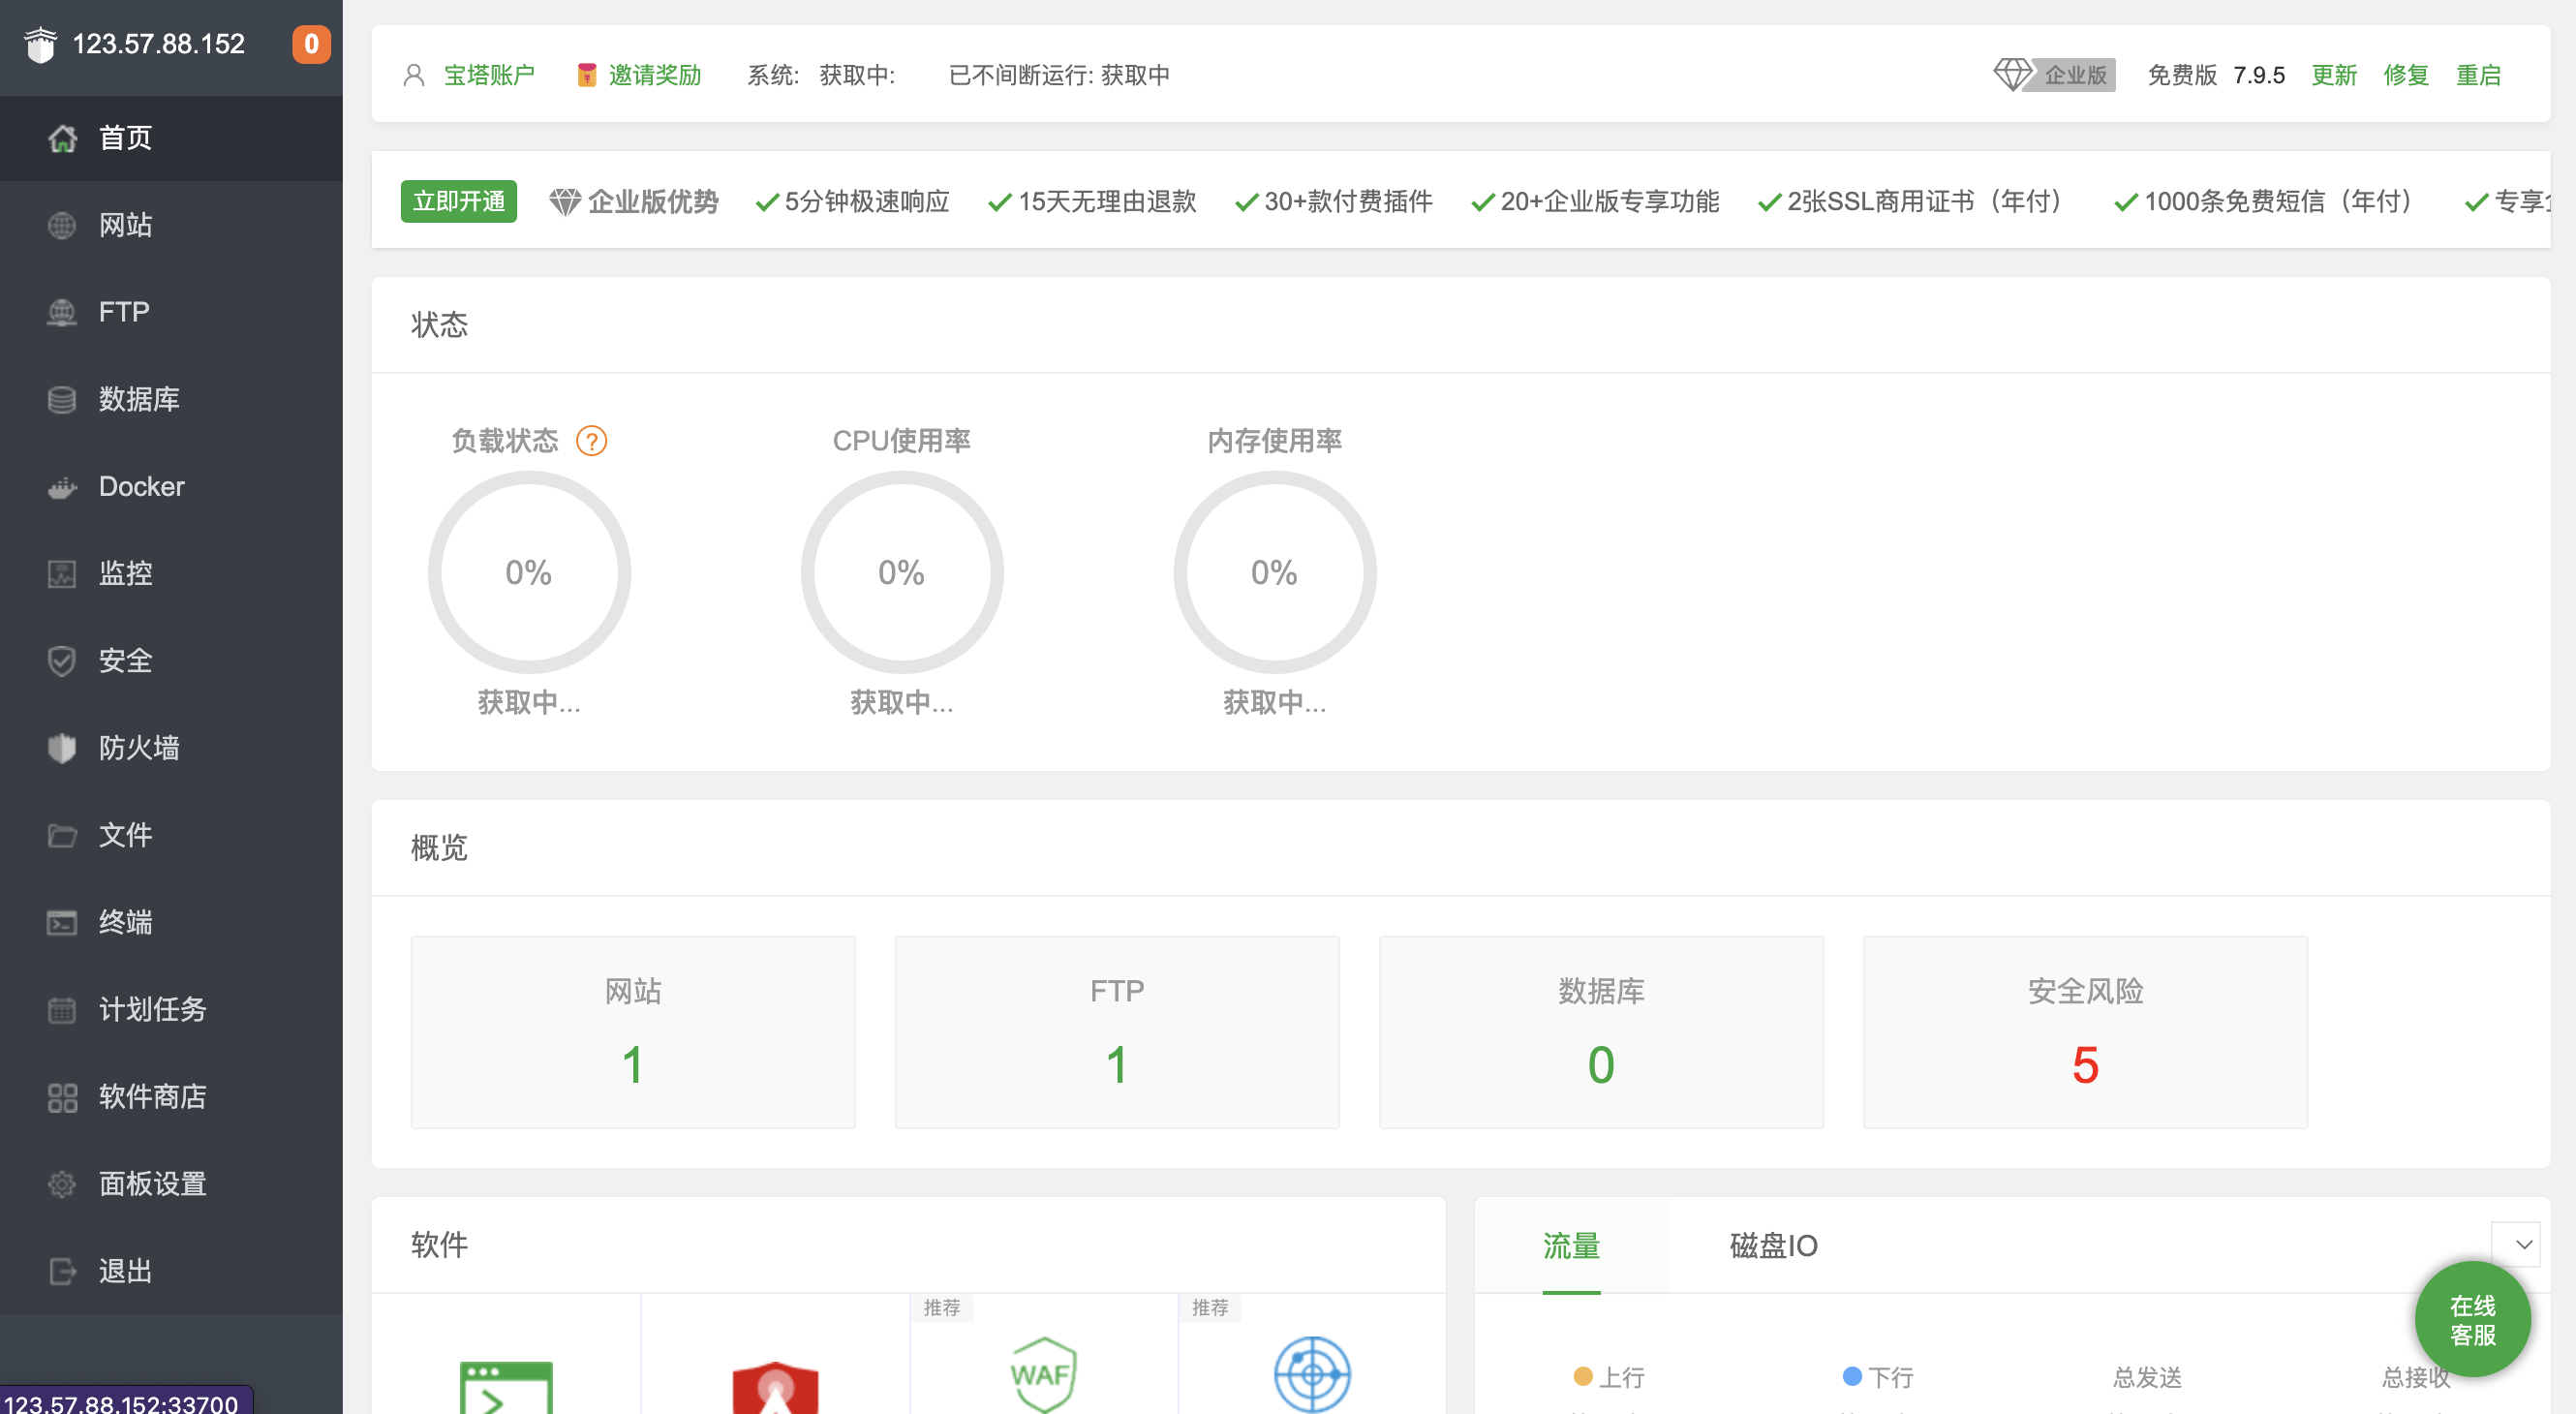 123.57.88.152
0
首页
网站
FTP
数据库
Docker
监控
安全
防火墙
文件
终端
计划任务
软件商店
面板设置
退出
123.57.88.152:33700
宝塔账户 邀请奖励 系统: 获取中: 已不间断运行: 获取中 企业版 免费版 7.9.5 更新 修复 重启
立即开通 企业版优势 5分钟极速响应 15天无理由退款 30+款付费插件 20+企业版专享功能 2张SSL商用证书（年付） 1000条免费短信（年付） 专享
状态
负载状态 ? CPU使用率 内存使用率
0% 0% 0%
获取中... 获取中... 获取中...
概览
网站 FTP 数据库 安全风险
1 1 0 5
软件
推荐 推荐
WAF
流量 磁盘IO
在线
客服
上行 下行 总发送 总接收